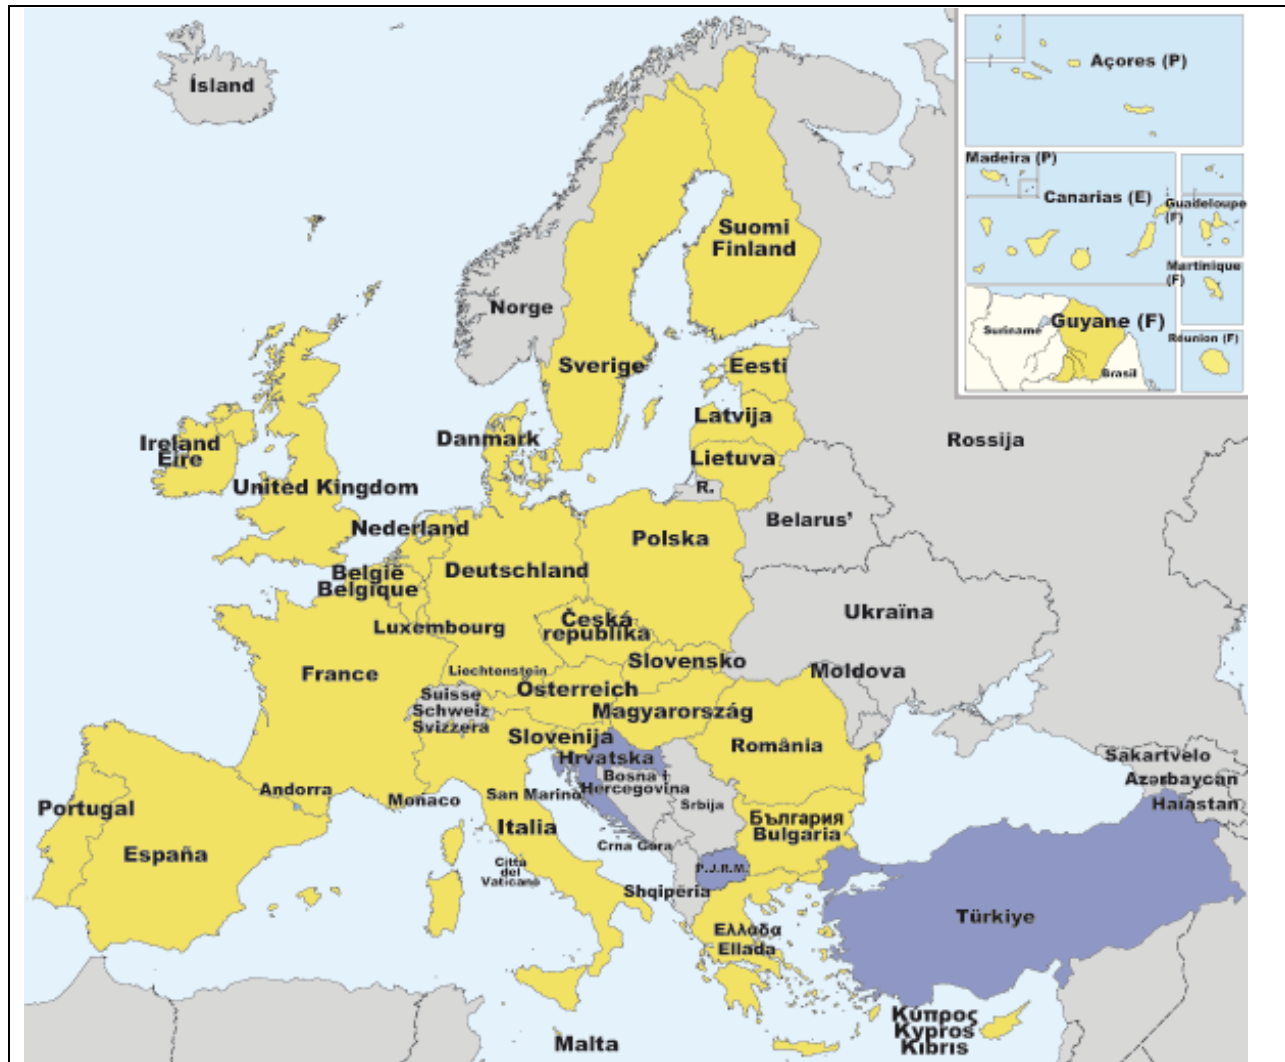 Ísland
Açores (P)
Madeira (P)
Canarias (E)
Guadeloupe
(F)
Martinique
(F)
Guyane (F)
Suriname
Brasil
Réunion (F)
Suomi
Finland
Norge
Sverige
Eesti
Latvija
Lietuva
R.
Rossija
Danmark
Ireland
Éire
United Kingdom
Nederland
Belarus'
Polska
België
Belgique
Deutschland
Ukraïna
Česká
republika
Luxembourg
Slovensko
France
Liechtenstein
Moldova
Suisse
Schweiz
Svizzera
Österreich
Magyarország
Slovenija
România
Hrvatska
Bosna i
Hercegovina
Sakartvelo
Azərbaycan
Haïastan
Andorra
Monaco
San Marino
Srbija
Portugal
España
Italia
България
Bulgaria
Crna Gora
Città
del
Vaticano
P.J.R.M.
Shqipëria
Türkiye
Ελλάδα
Ellada
Κύπρος
Kypros
Kıbrıs
Malta